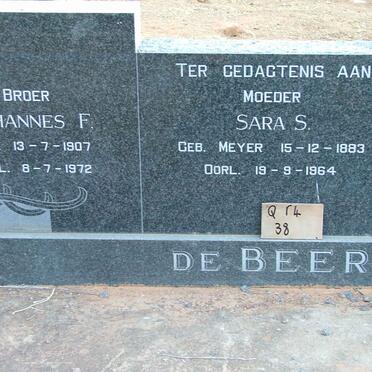 BROER
HANNES F.
13-7-1907
L. 8-7-1972
TER GEDAGTENIS AAN
MOEDER
SARA S.
GEB. MEYER 15-12-1883
OORL. 19-9-1964
Q Γ4
38
DE BEER